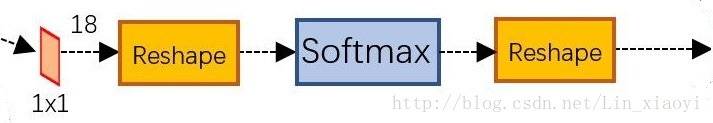 18
Reshape
Softmax
Reshape
1x1
http://blog.csdn.net/Lin_xiaoyi